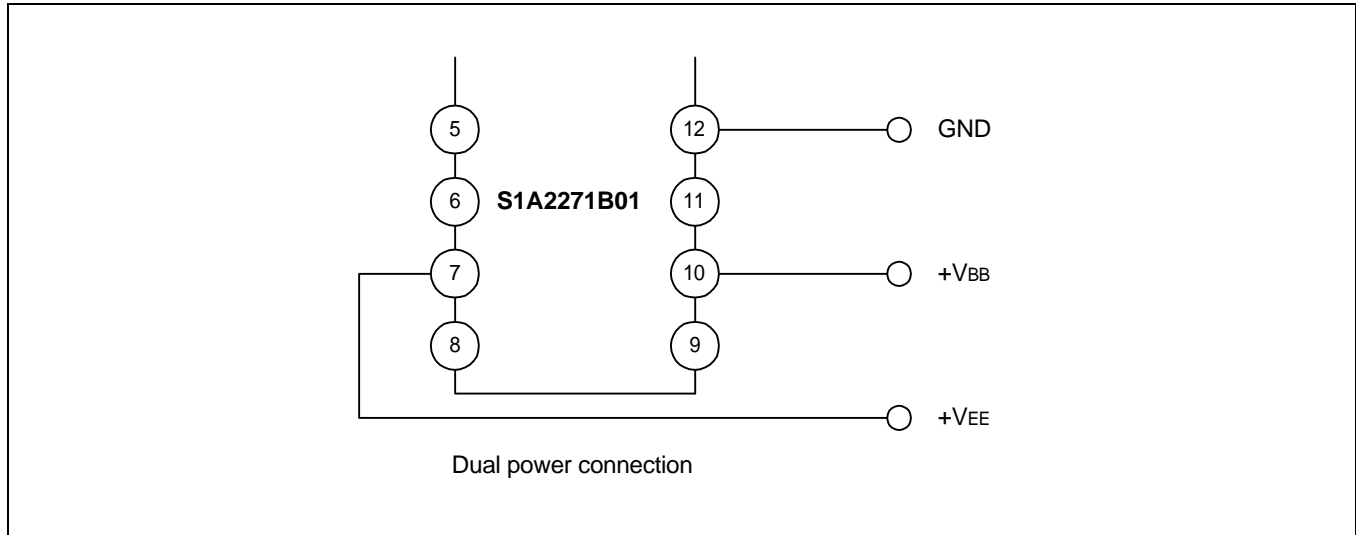 5
12
GND
6
S1A2271B01
11
7
10
+VBB
8
9
+VEE
Dual power connection